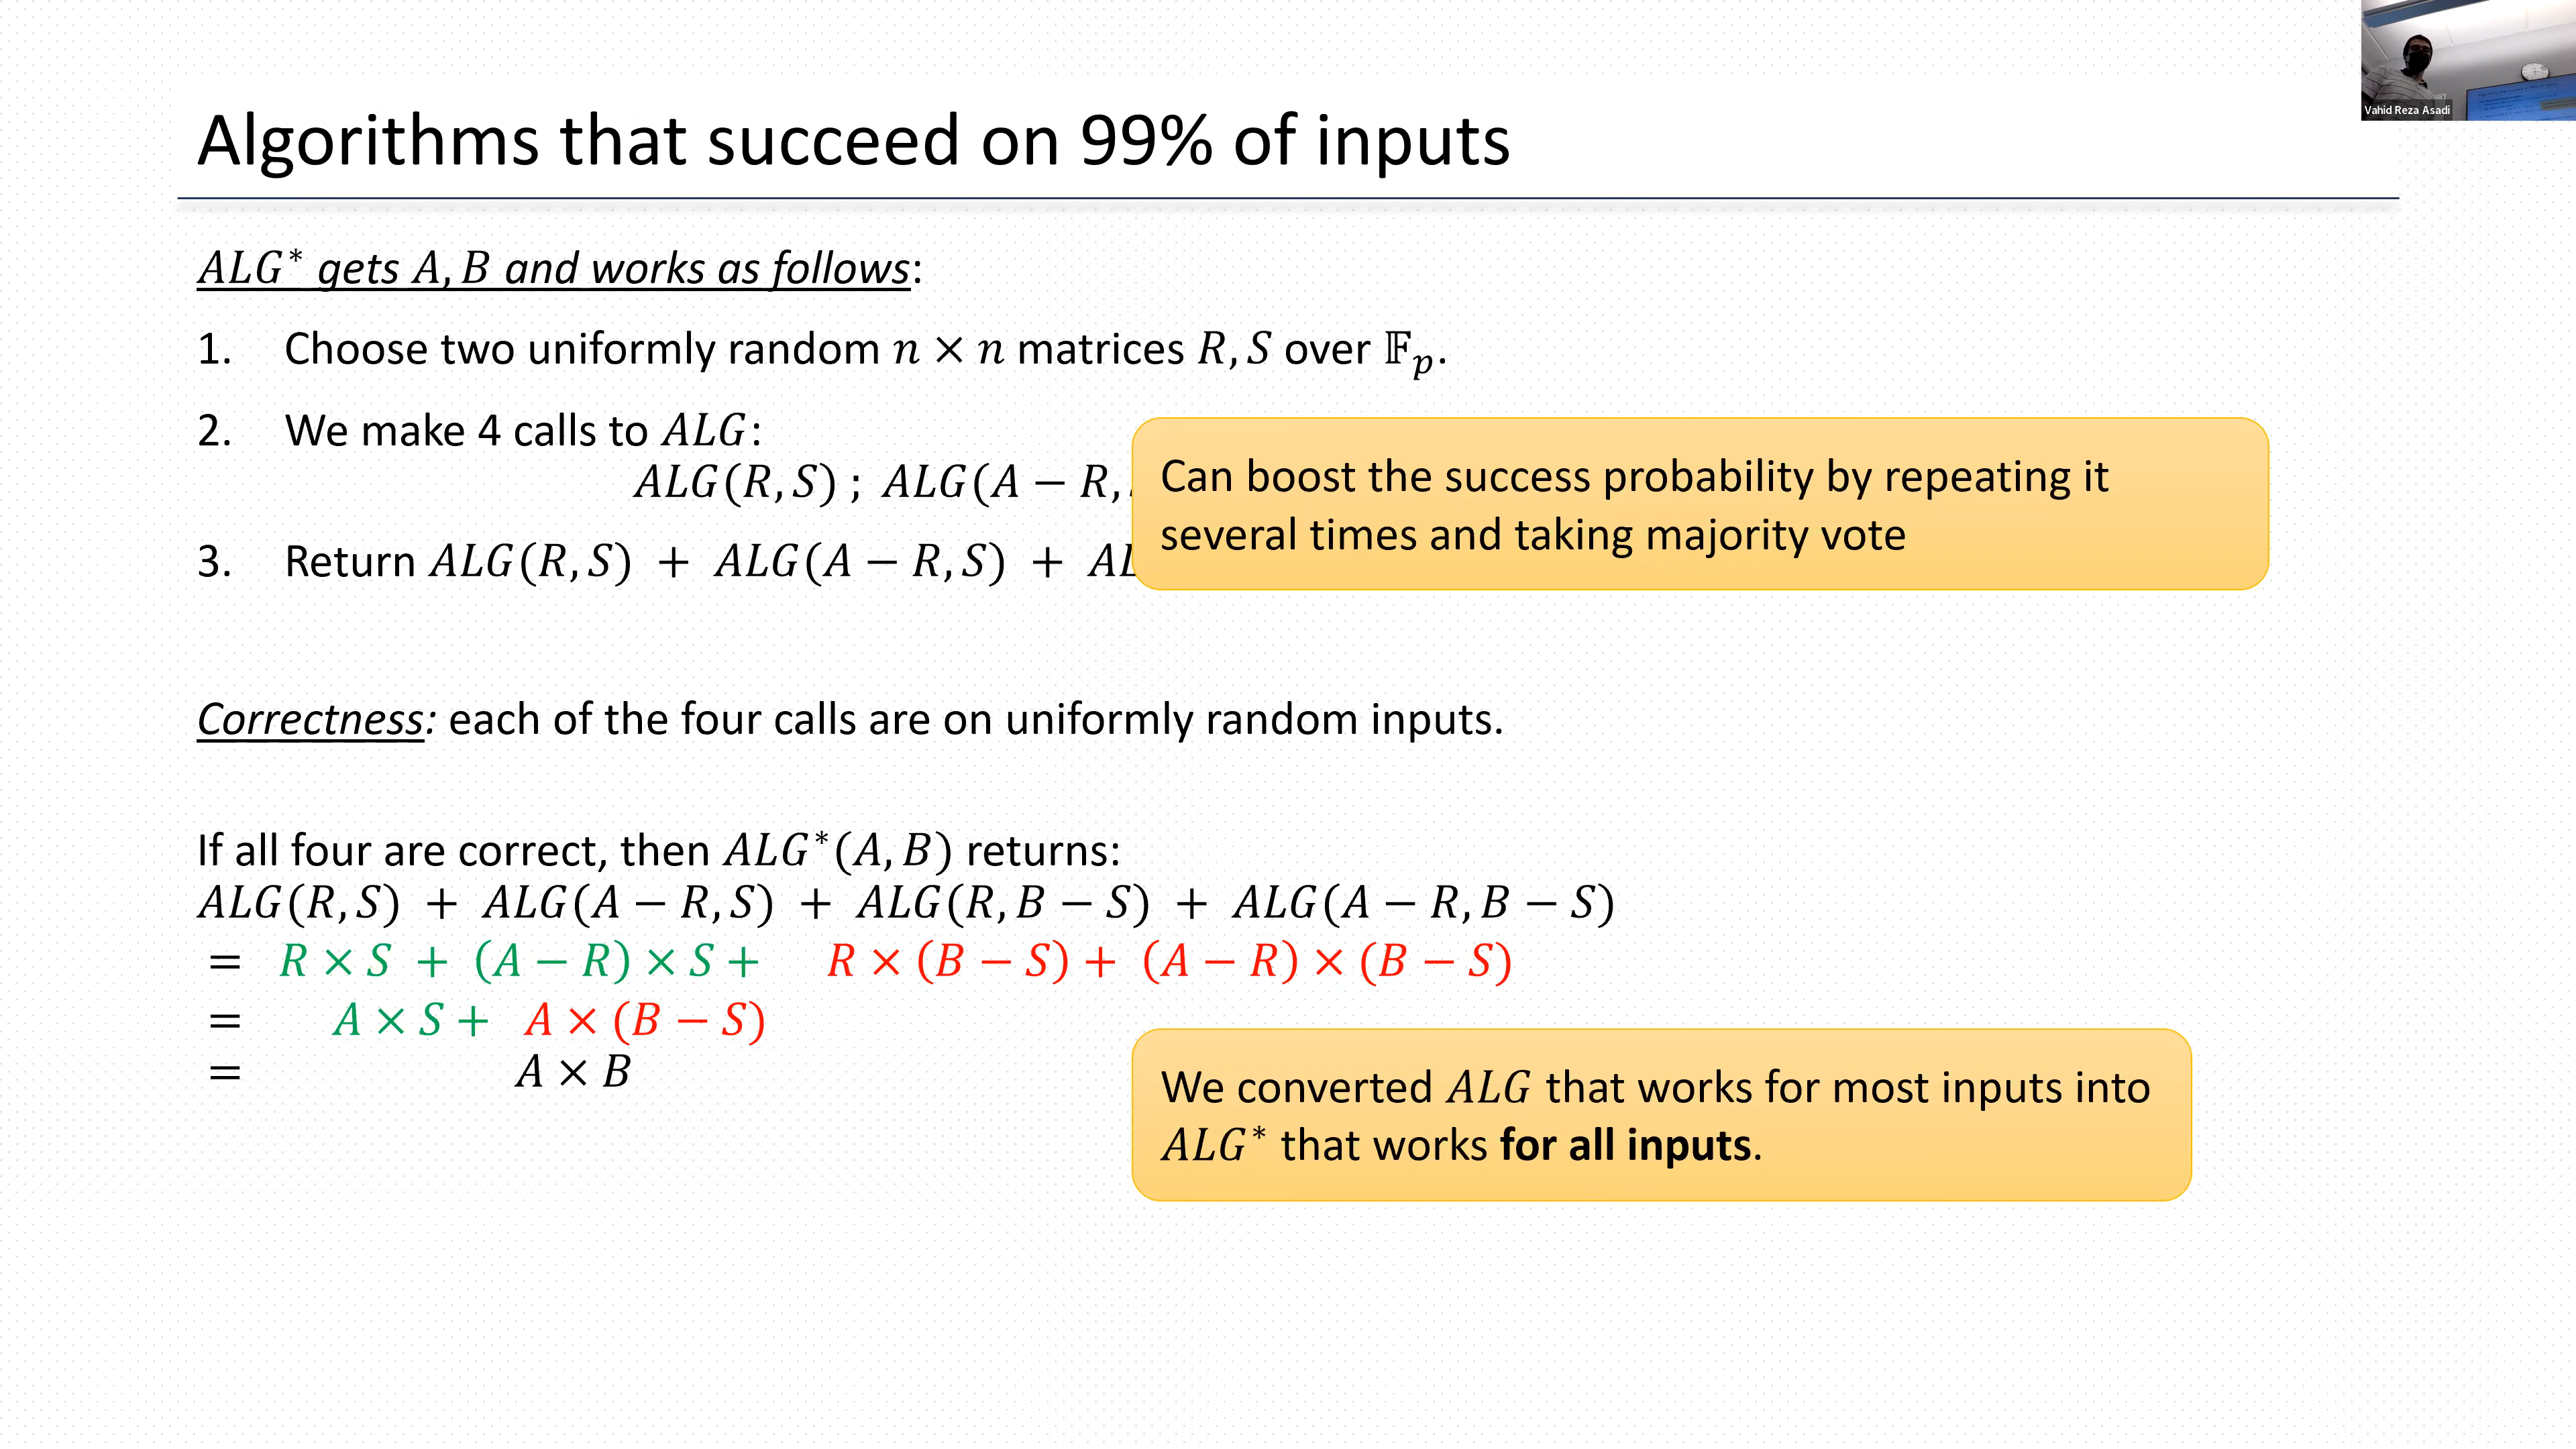 Vahid Reza Asadi
Algorithms that succeed on 99% of inputs
ALG* gets A, B and works as follows:
1. Choose two uniformly random n × n matrices R, S over 𝔽ₚ.
2. We make 4 calls to ALG:
ALG(R, S) ; ALG(A − R,
3. Return ALG(R, S) + ALG(A − R, S) +
Can boost the success probability by repeating it
several times and taking majority vote
Correctness: each of the four calls are on uniformly random inputs.
If all four are correct, then ALG*(A, B) returns:
ALG(R, S) + ALG(A − R, S) + ALG(R, B − S) + ALG(A − R, B − S)
= R × S + (A − R) × S + R × (B − S) + (A − R) × (B − S)
= A × S + A × (B − S)
= A × B
We converted ALG that works for most inputs into
ALG* that works for all inputs.